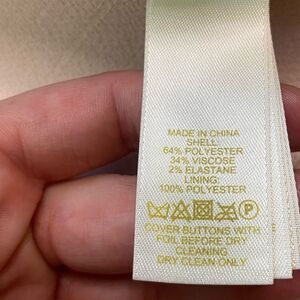 MADE IN CHINA
SHELL:
64% POLYESTER
34% VISCOSE
2% ELASTANE
LINING:
100% POLYESTER
P
COVER BUTTONS WITH
FOIL BEFORE DRY
CLEANING
DRY CLEAN ONLY